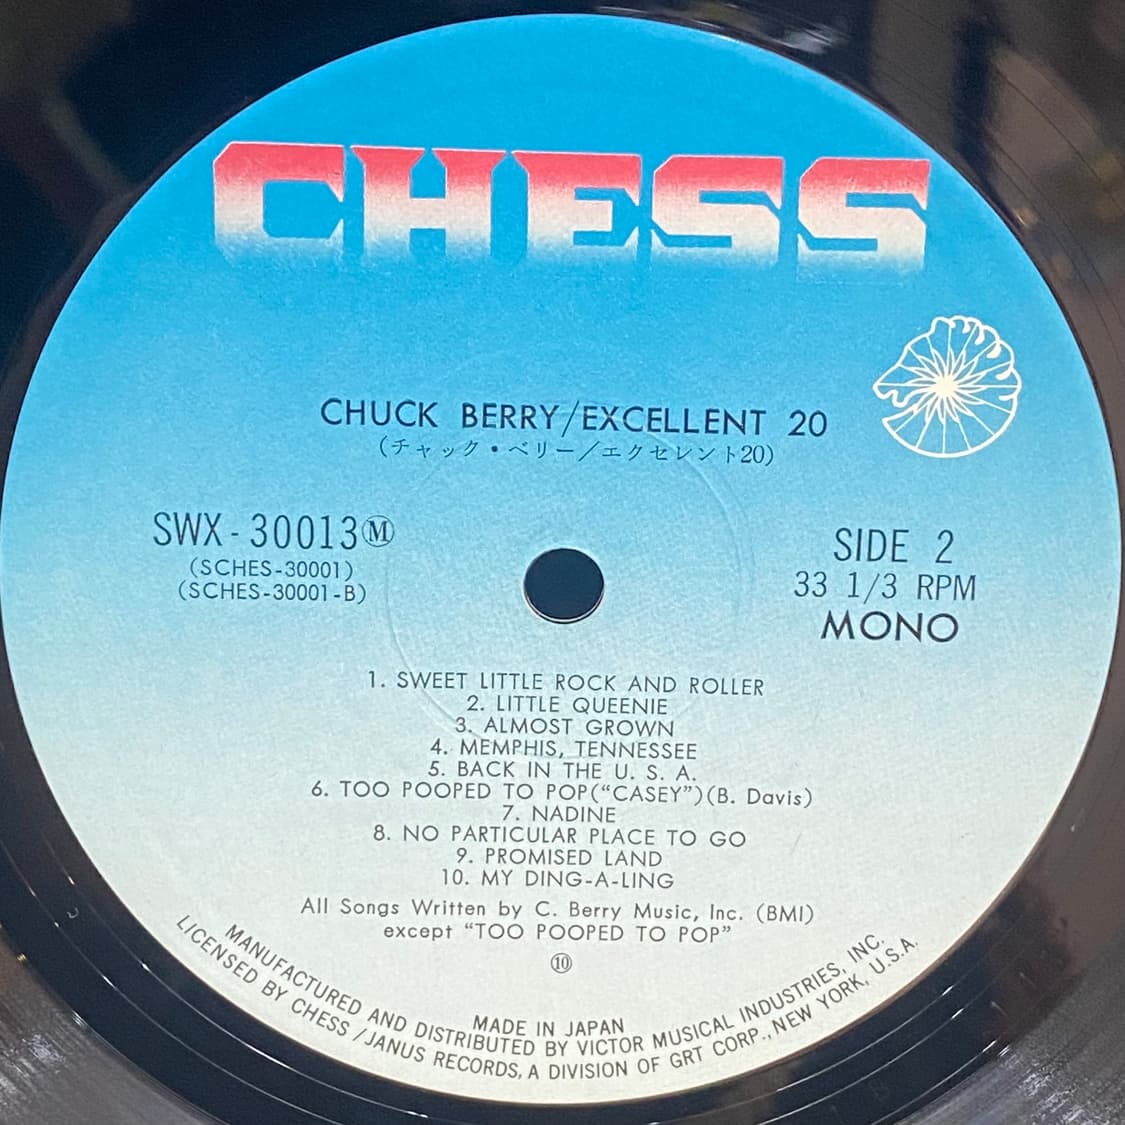 CHESS
CHUCK BERRY/EXCELLENT 20
(チャック・ベリー/エクセレント20)
SWX-30013Ⓜ
(SCHES-30001)
(SCHES-30001-B)
SIDE 2
33 1/3 RPM
MONO
1. SWEET LITTLE ROCK AND ROLLER
2. LITTLE QUEENIE
3. ALMOST GROWN
4. MEMPHIS, TENNESSEE
5. BACK IN THE U. S. A.
6. TOO POOPED TO POP(“CASEY”)(B. Davis)
7. NADINE
8. NO PARTICULAR PLACE TO GO
9. PROMISED LAND
10. MY DING-A-LING
All Songs Written by C. Berry Music, Inc. (BMI)
except “TOO POOPED TO POP”
⑩
MADE IN JAPAN
MANUFACTURED AND DISTRIBUTED BY VICTOR MUSICAL INDUSTRIES, INC.
LICENSED BY CHESS /JANUS RECORDS, A DIVISION OF GRT CORP., NEW YORK, U.S.A.